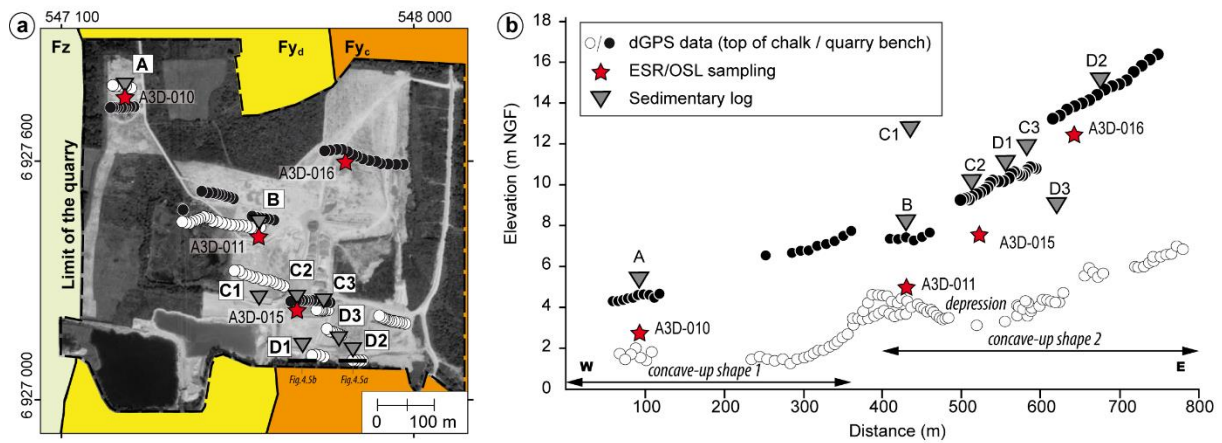 a
547 100
548 000
6 927 600
6 927 000
Limit of the quarry
Fz
Fyd
Fyc
A
A3D-010
A3D-016
B
A3D-011
C2
C1
C3
A3D-015
D3
D1
D2
Fig.4.5b
Fig.4.5a
0
100 m
b
Elevation (m NGF)
18
16
14
12
10
8
6
4
2
0
/ dGPS data (top of chalk / quarry bench)
ESR/OSL sampling
Sedimentary log
D2
C1
A3D-016
C3
D1
C2
D3
B
A3D-015
A
A3D-011
depression
A3D-010
concave-up shape 2
W
concave-up shape 1
E
100
200
300
400
500
600
700
800
Distance (m)